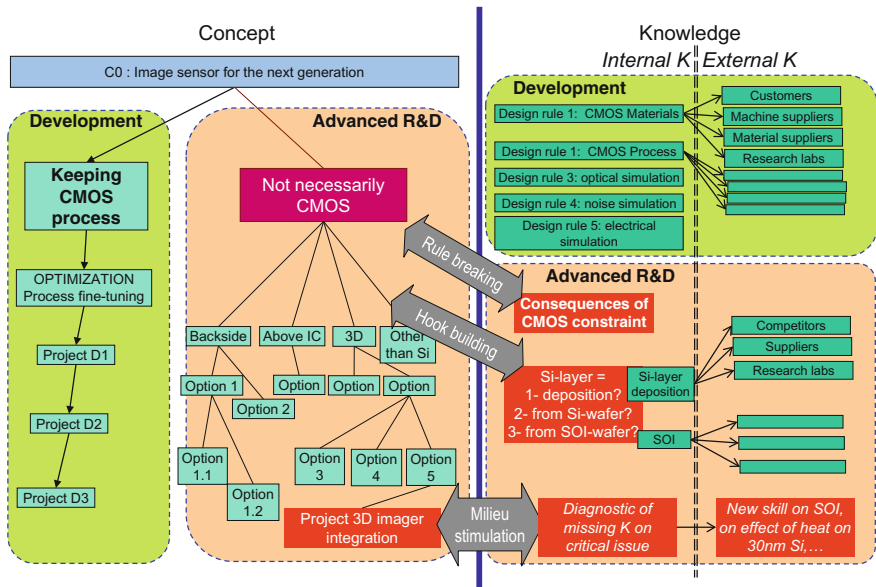 Concept
C0 : Image sensor for the next generation
Development
Keeping
CMOS
process
OPTIMIZATION
Process fine-tuning
Project D1
Project D2
Project D3
Advanced R&D
Not necessarily
CMOS
Backside
Above IC
3D
Other
than Si
Option 1
Option 2
Option
Option
Option
Option
1.1
Option
1.2
Option
3
Option
4
Option
5
Project 3D imager
integration
Rule breaking
Hook building
Milieu
stimulation
Knowledge
Internal K
External K
Development
Design rule 1: CMOS Materials
Design rule 1: CMOS Process
Design rule 3: optical simulation
Design rule 4: noise simulation
Design rule 5: electrical
simulation
Customers
Machine suppliers
Material suppliers
Research labs
Advanced R&D
Consequences of
CMOS constraint
Si-layer =
1- deposition?
2- from Si-wafer?
3- from SOI-wafer?
Si-layer
deposition
SOI
Competitors
Suppliers
Research labs
Diagnostic of
missing K on
critical issue
New skill on SOI,
on effect of heat on
30nm Si,…